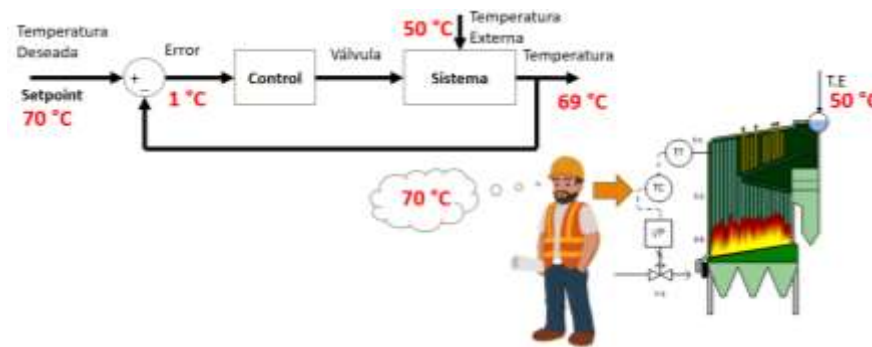 Temperatura
Deseada
Setpoint
70 °C
+
−
Error
1 °C
Control
Válvula
50 °C
Temperatura
Externa
Sistema
Temperatura
69 °C
T.E
50 °C
70 °C
TT
TC
I/P